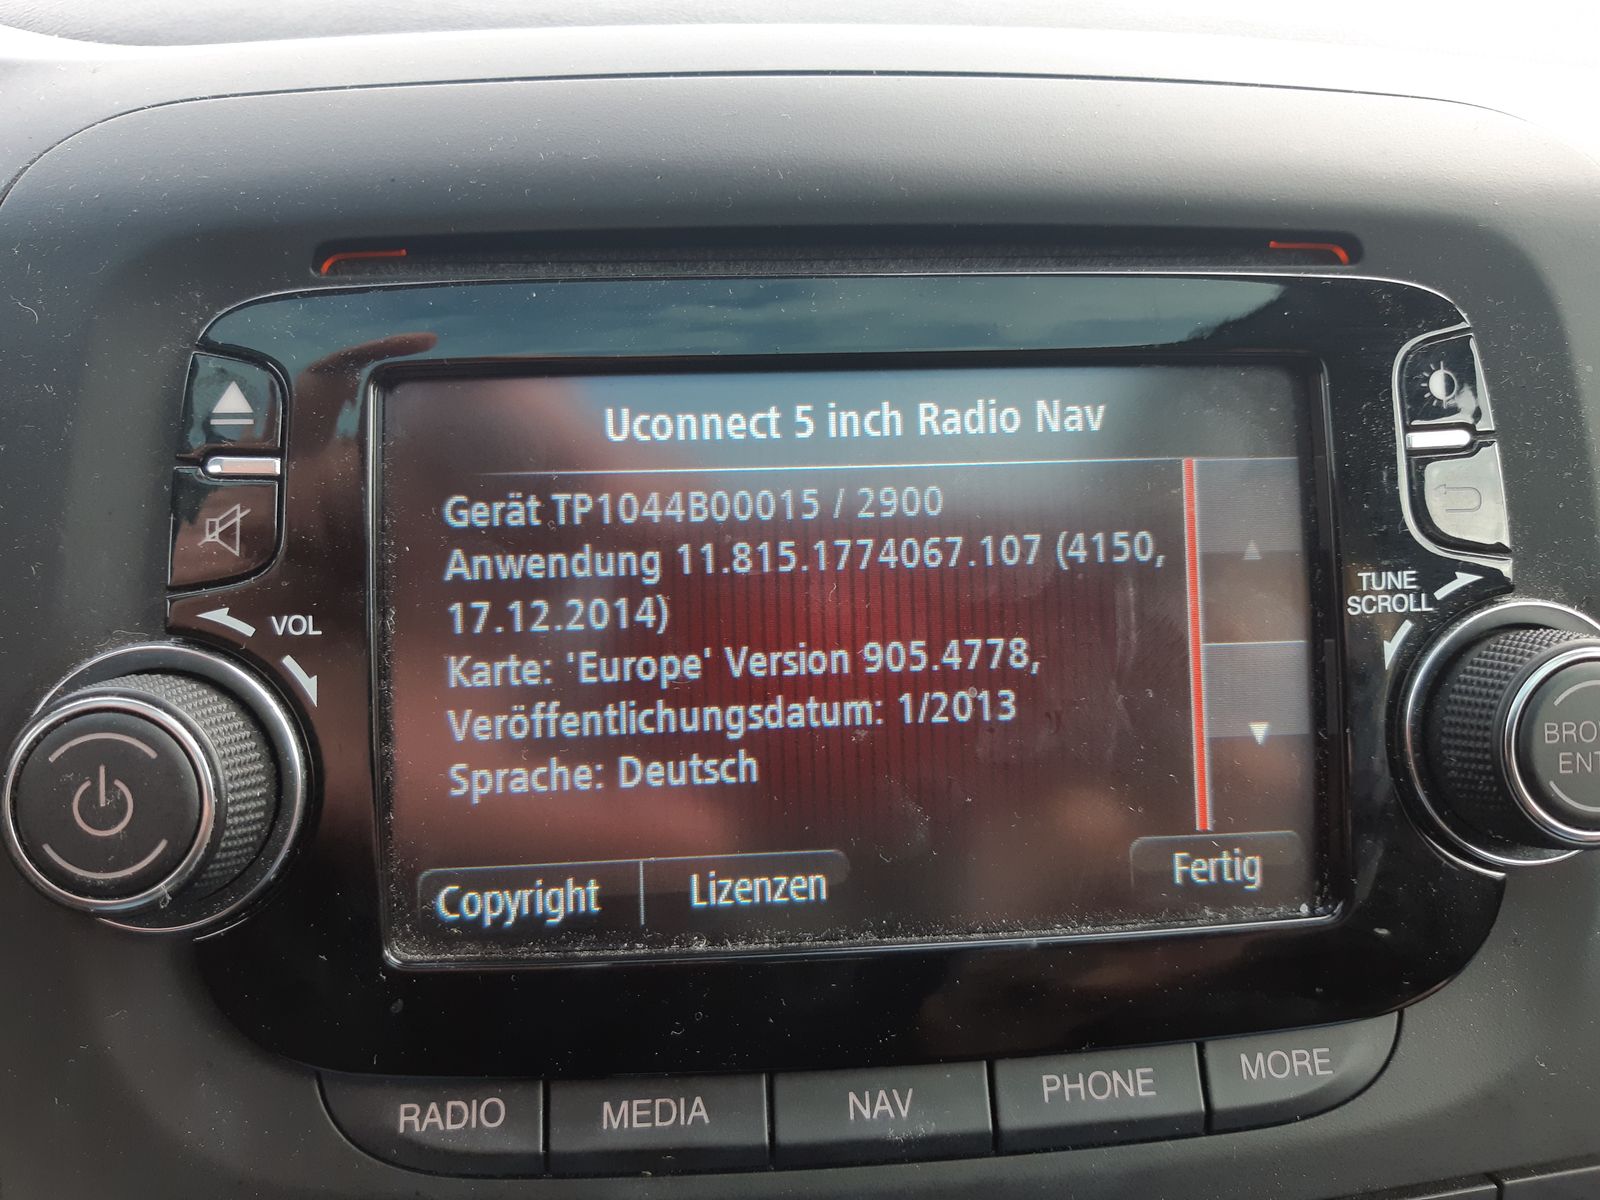 Uconnect 5 inch Radio Nav
Gerät TP1044B00015 / 2900
Anwendung 11.815.1774067.107 (4150,
17.12.2014)
Karte: 'Europe' Version 905.4778,
Veröffentlichungsdatum: 1/2013
Sprache: Deutsch
Copyright
Lizenzen
Fertig
VOL
TUNE
SCROLL
RADIO
MEDIA
NAV
PHONE
MORE